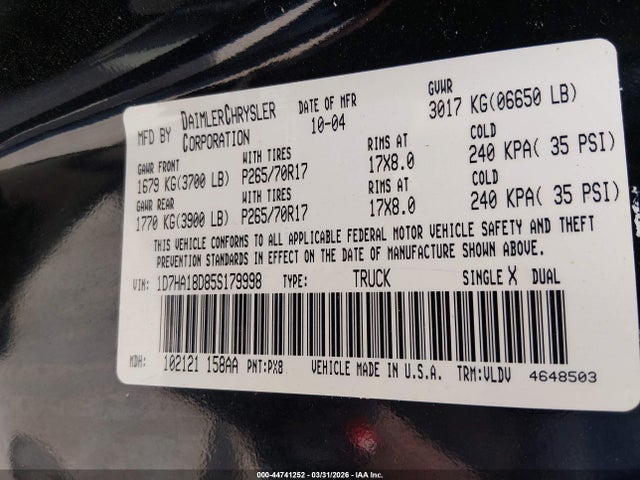 MFD BY DAIMLERCHRYSLER CORPORATION DATE OF MFR 10-04 GVWR 3017 KG(06650 LB)
GAWR FRONT WITH TIRES RIMS AT COLD
1679 KG(3700 LB) P265/70R17 17X8.0 240 KPA( 35 PSI)
GAWR REAR WITH TIRES RIMS AT COLD
1770 KG(3900 LB) P265/70R17 17X8.0 240 KPA( 35 PSI)
THIS VEHICLE CONFORMS TO ALL APPLICABLE FEDERAL MOTOR VEHICLE SAFETY AND THEFT
PREVENTION STANDARDS IN EFFECT ON THE DATE OF MANUFACTURE SHOWN ABOVE.
VIN: 1D7HA18D85S179998 TYPE: TRUCK SINGLE X DUAL
MDH: 102121 158AA PNT:PX8 VEHICLE MADE IN U.S.A. TRM:VLDV 4648503
000-44741252 | 03/31/2026 | IAA Inc.